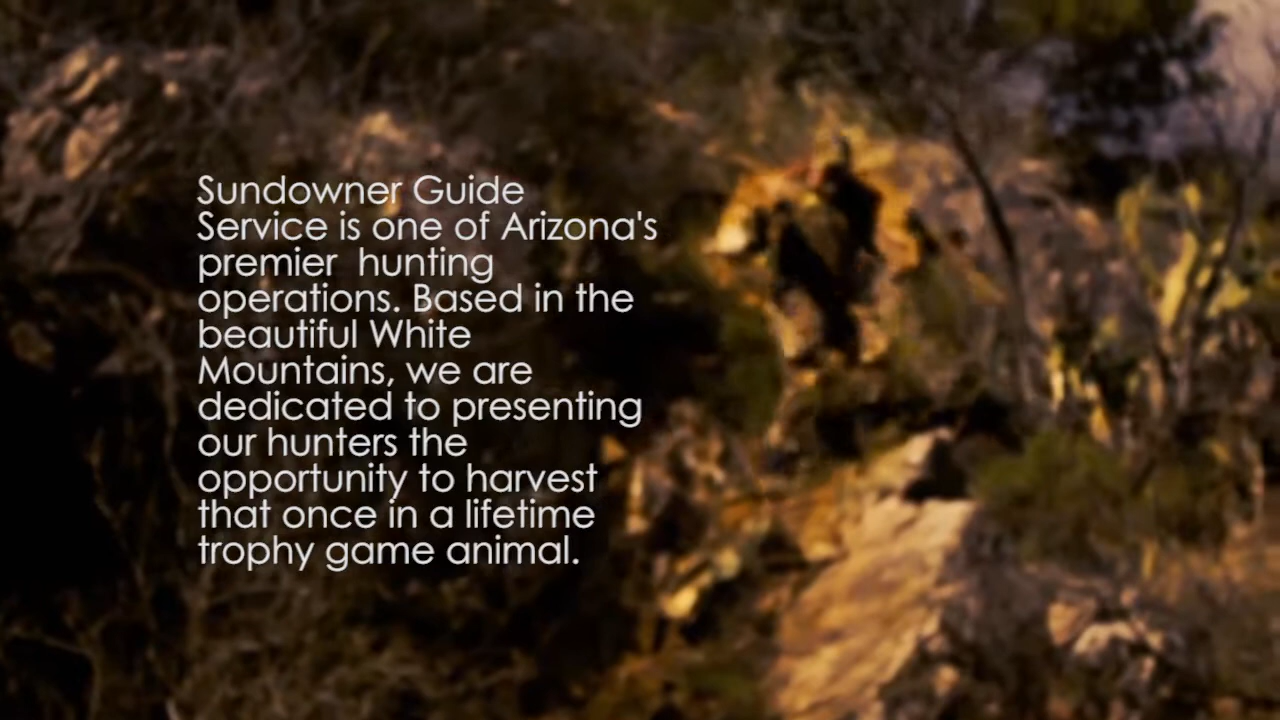 Sundowner Guide
Service is one of Arizona's
premier  hunting
operations. Based in the
beautiful White
Mountains, we are
dedicated to presenting
our hunters the
opportunity to harvest
that once in a lifetime
trophy game animal.